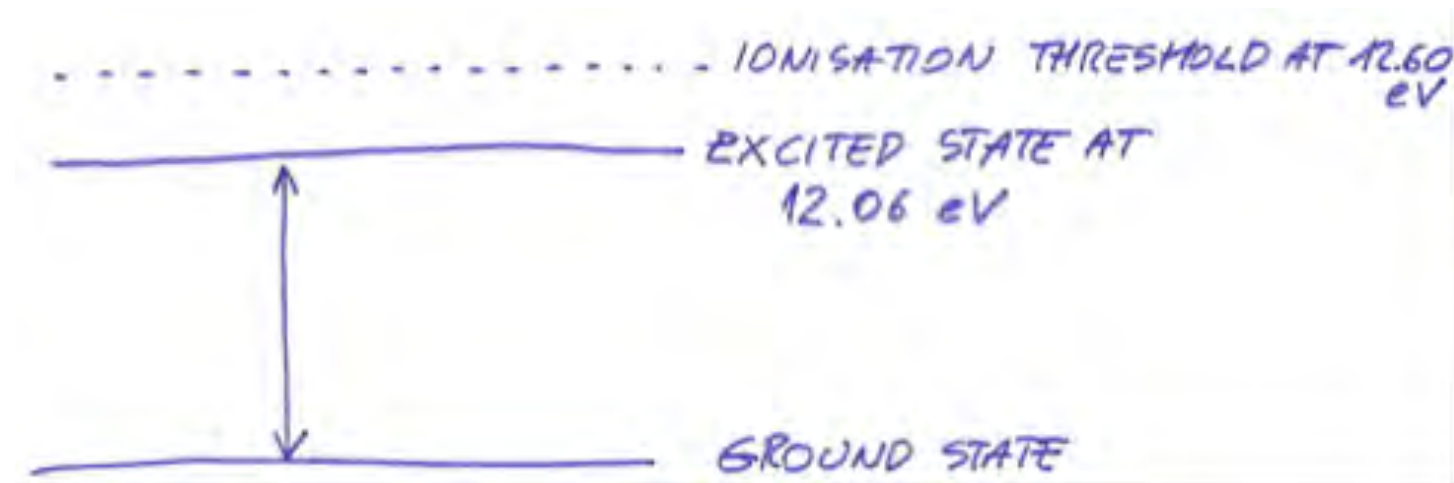 IONISATION THRESHOLD AT 12.60
eV
EXCITED STATE AT
12.06 eV
GROUND STATE